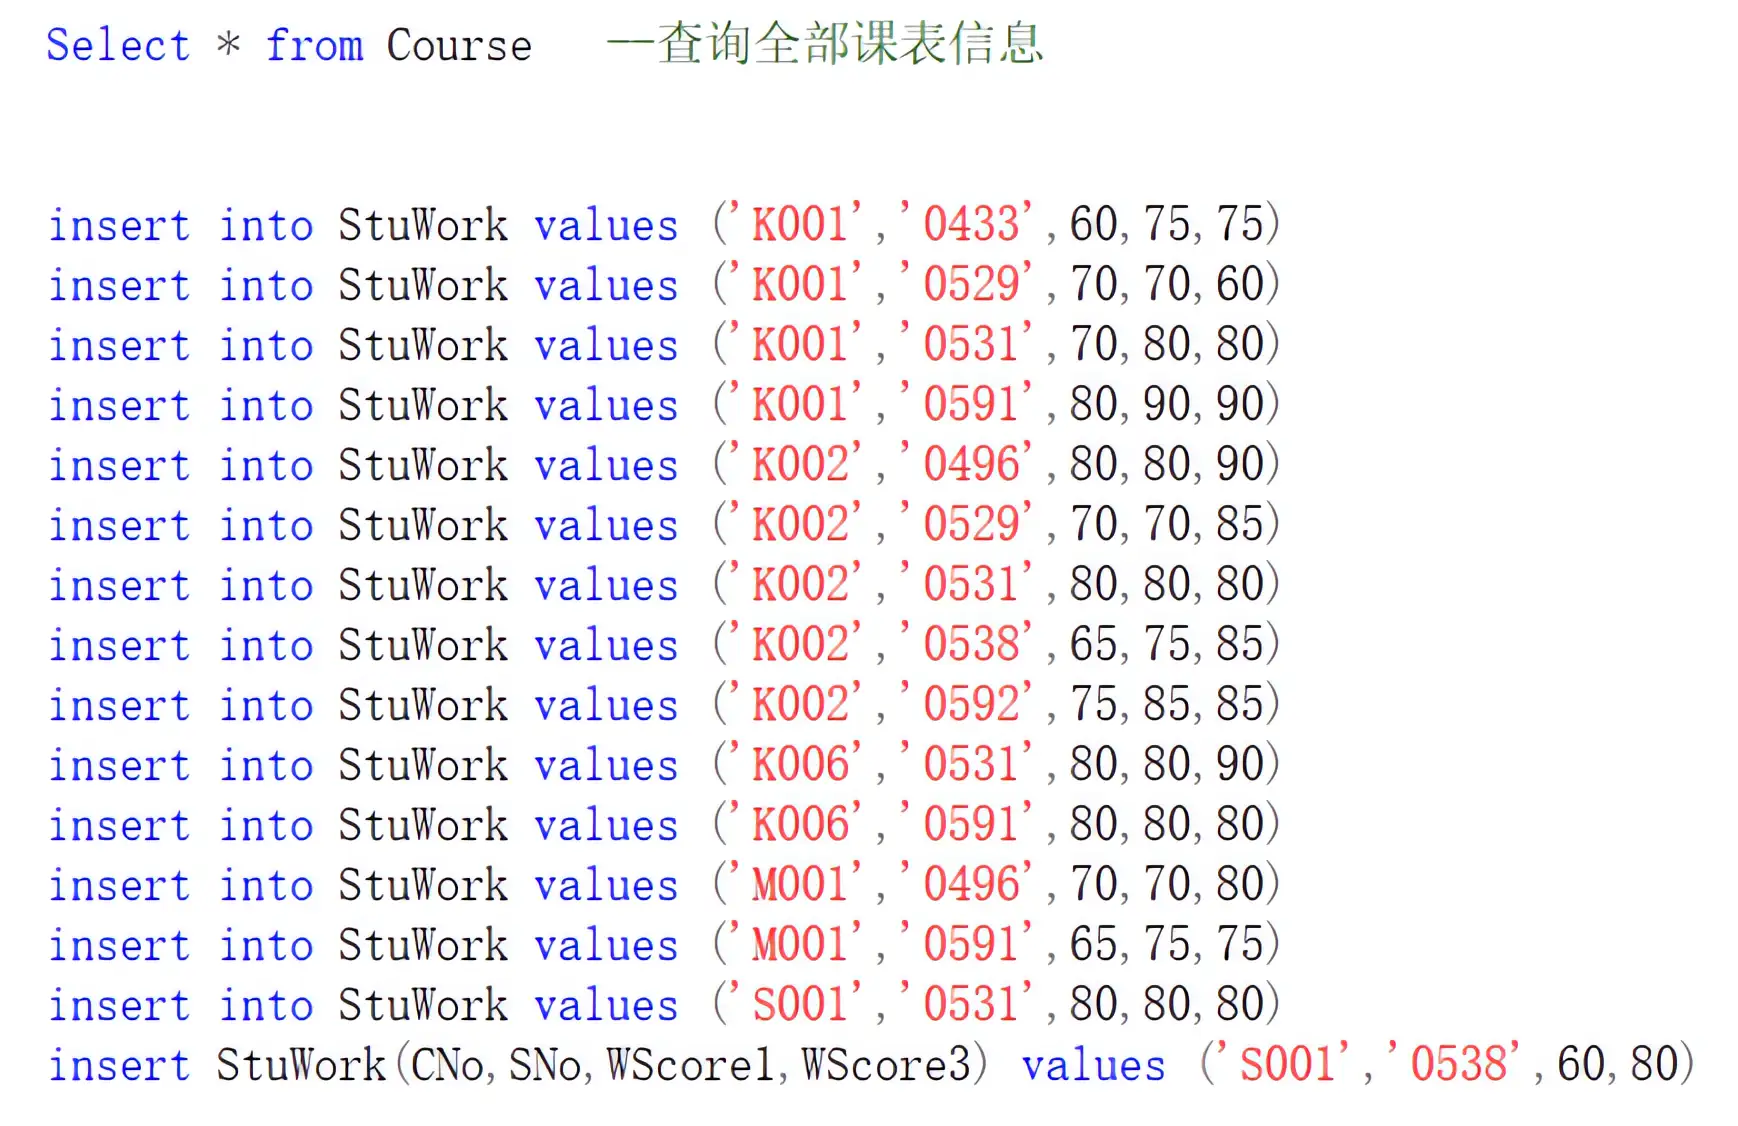 Select * from Course --查询全部课表信息
insert into StuWork values ('K001','0433',60,75,75)
insert into StuWork values ('K001','0529',70,70,60)
insert into StuWork values ('K001','0531',70,80,80)
insert into StuWork values ('K001','0591',80,90,90)
insert into StuWork values ('K002','0496',80,80,90)
insert into StuWork values ('K002','0529',70,70,85)
insert into StuWork values ('K002','0531',80,80,80)
insert into StuWork values ('K002','0538',65,75,85)
insert into StuWork values ('K002','0592',75,85,85)
insert into StuWork values ('K006','0531',80,80,90)
insert into StuWork values ('K006','0591',80,80,80)
insert into StuWork values ('M001','0496',70,70,80)
insert into StuWork values ('M001','0591',65,75,75)
insert into StuWork values ('S001','0531',80,80,80)
insert StuWork(CNo,SNo,WScore1,WScore3) values ('S001','0538',60,80)